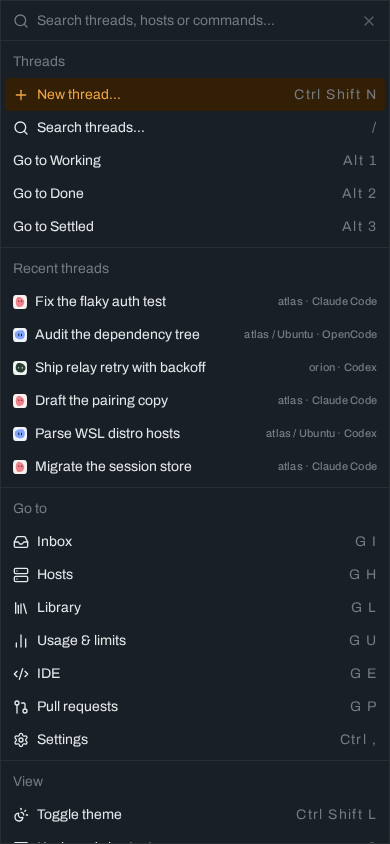 Search threads, hosts or commands...
Threads
New thread... Ctrl Shift N
Search threads... /
Go to Working Alt 1
Go to Done Alt 2
Go to Settled Alt 3
Recent threads
Fix the flaky auth test atlas · Claude Code
Audit the dependency tree atlas / Ubuntu · OpenCode
Ship relay retry with backoff orion · Codex
Draft the pairing copy atlas · Claude Code
Parse WSL distro hosts atlas / Ubuntu · Codex
Migrate the session store atlas · Claude Code
Go to
Inbox G I
Hosts G H
Library G L
Usage & limits G U
IDE G E
Pull requests G P
Settings Ctrl ,
View
Toggle theme Ctrl Shift L